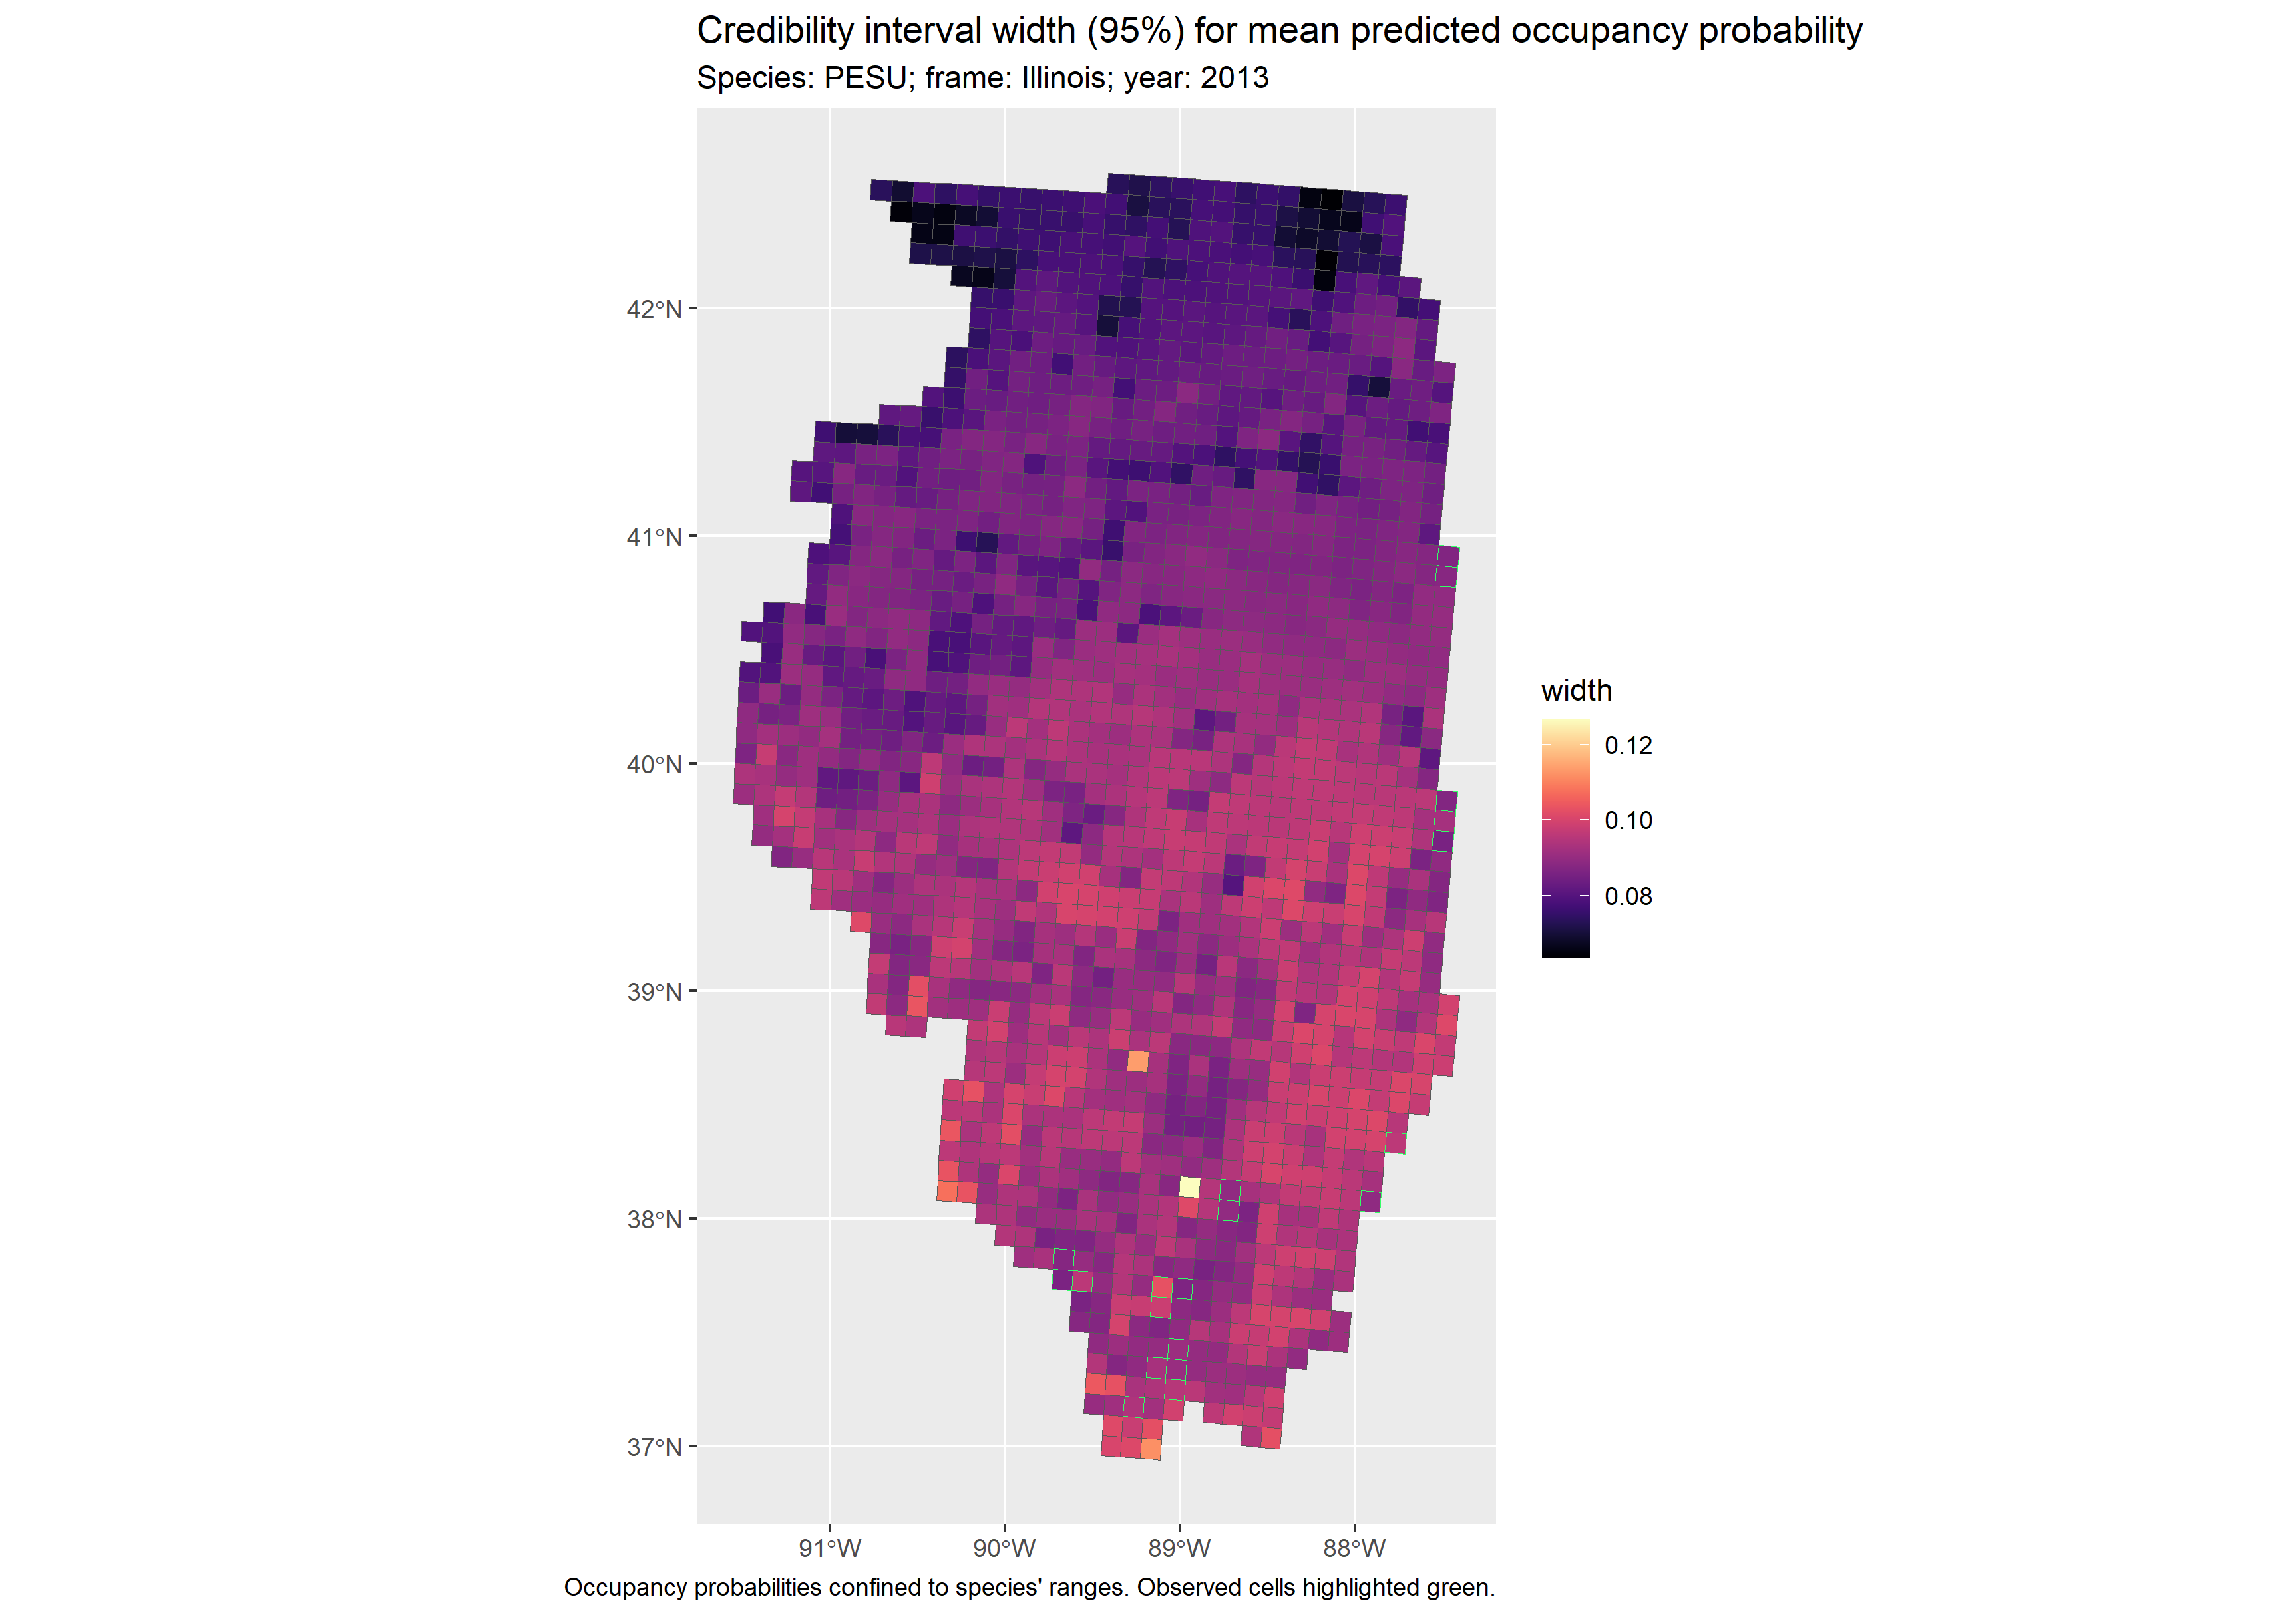 Credibility interval width (95%) for mean predicted occupancy probability
Species: PESU; frame: Illinois; year: 2013
42°N
41°N
40°N
39°N
38°N
37°N
width
0.12
0.10
0.08
91°W
90°W
89°W
88°W
Occupancy probabilities confined to species' ranges. Observed cells highlighted green.